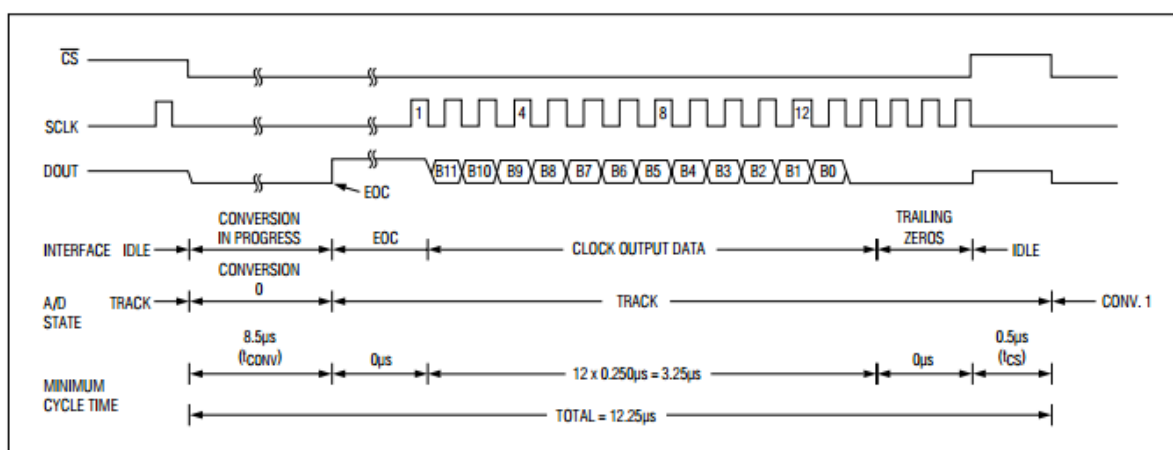 CS
SCLK 1 4 8 12
DOUT B11 B10 B9 B8 B7 B6 B5 B4 B3 B2 B1 B0
EOC
INTERFACE IDLE CONVERSION IN PROGRESS EOC CLOCK OUTPUT DATA TRAILING ZEROS IDLE
A/D STATE TRACK CONVERSION 0 TRACK CONV. 1
MINIMUM CYCLE TIME 8.5µs (tCONV) 0µs 12 x 0.250µs = 3.25µs 0µs 0.5µs (tCS)
TOTAL = 12.25µs